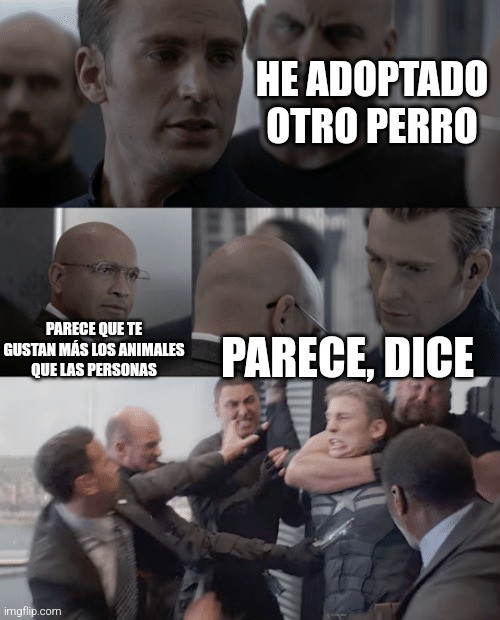 HE ADOPTADO
OTRO PERRO
PARECE QUE TE
GUSTAN MÁS LOS ANIMALES
QUE LAS PERSONAS
PARECE, DICE
imgflip.com